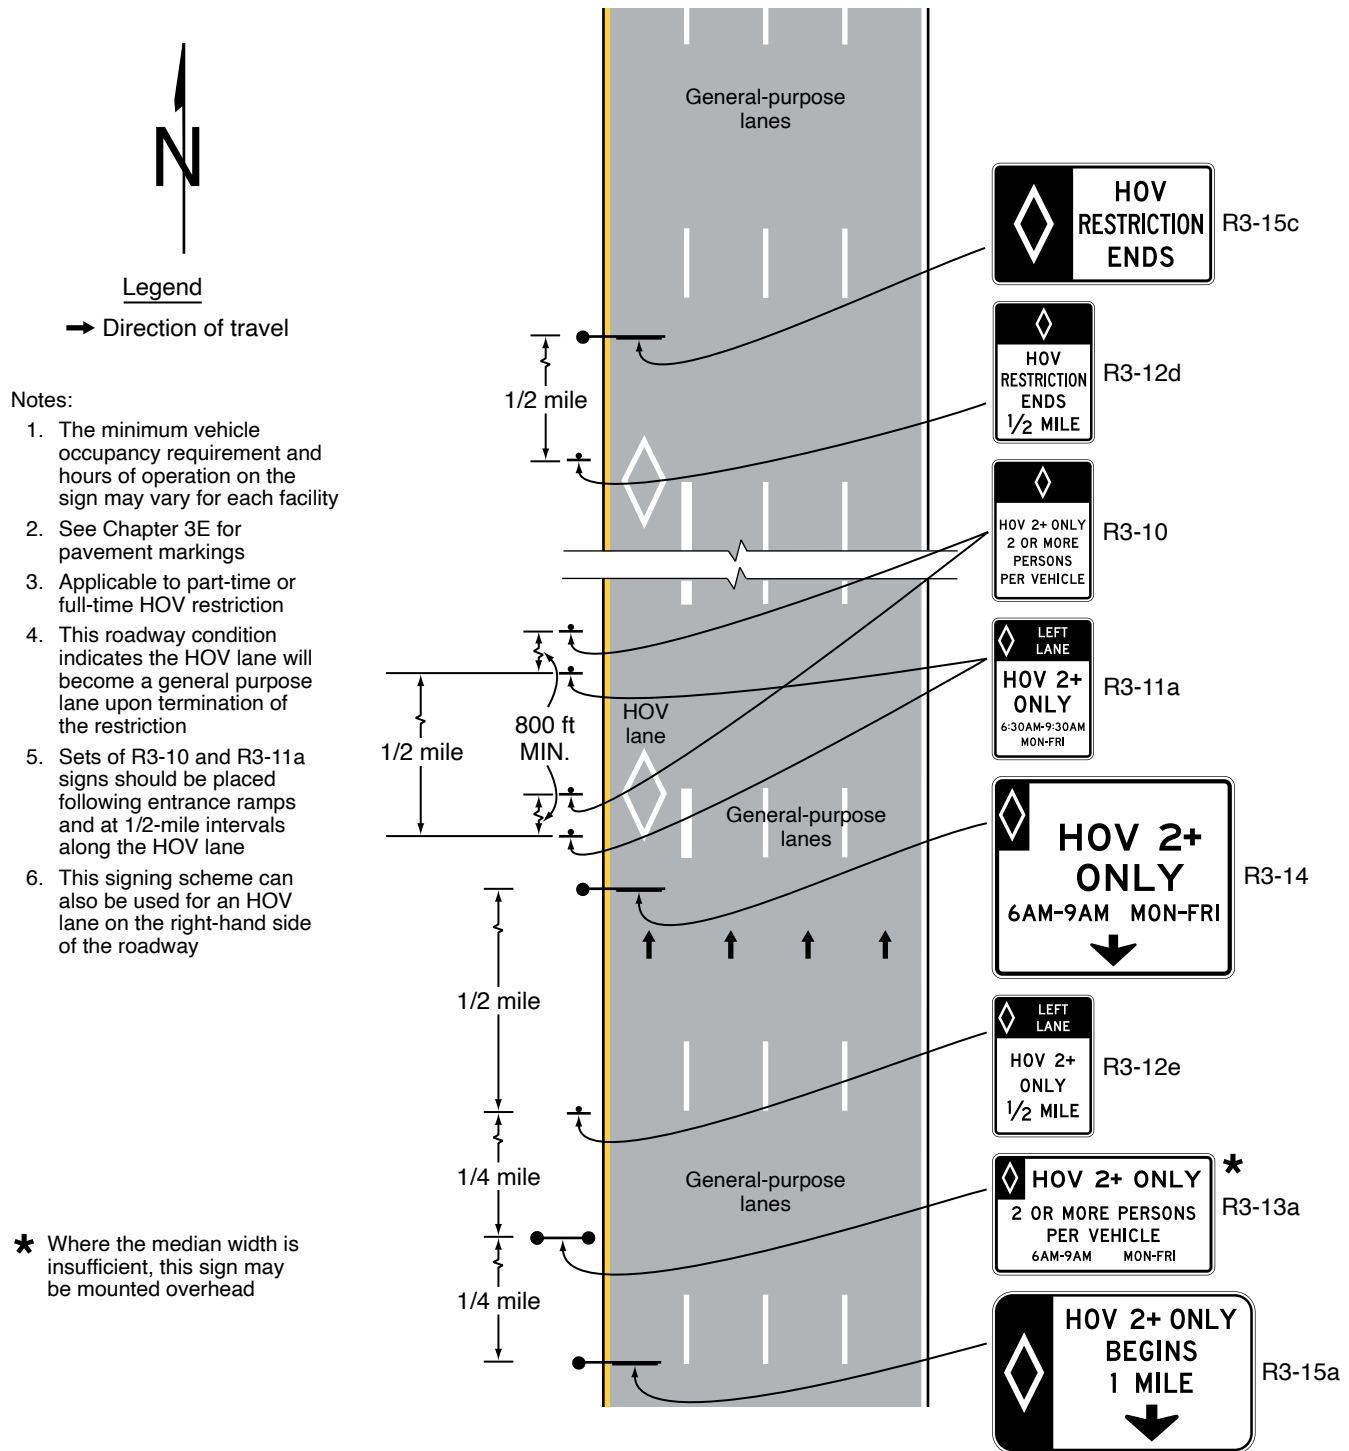 N
Legend
Direction of travel
Notes:
1. The minimum vehicle
occupancy requirement and
hours of operation on the
sign may vary for each facility
2. See Chapter 3E for
pavement markings
3. Applicable to part-time or
full-time HOV restriction
4. This roadway condition
indicates the HOV lane will
become a general purpose
lane upon termination of
the restriction
5. Sets of R3-10 and R3-11a
signs should be placed
following entrance ramps
and at 1/2-mile intervals
along the HOV lane
6. This signing scheme can
also be used for an HOV
lane on the right-hand side
of the roadway
* Where the median width is
insufficient, this sign may
be mounted overhead
1/2 mile
800 ft
MIN.
1/2 mile
1/2 mile
1/4 mile
1/4 mile
General-purpose
lanes
HOV
lane
General-purpose
lanes
General-purpose
lanes
HOV
RESTRICTION
ENDS
R3-15c
HOV
RESTRICTION
ENDS
1/2 MILE
R3-12d
HOV 2+ ONLY
2 OR MORE
PERSONS
PER VEHICLE
R3-10
LEFT
LANE
HOV 2+
ONLY
6:30AM-9:30AM
MON-FRI
R3-11a
HOV 2+
ONLY
6AM-9AM MON-FRI
R3-14
LEFT
LANE
HOV 2+
ONLY
1/2 MILE
R3-12e
HOV 2+ ONLY
2 OR MORE PERSONS
PER VEHICLE
6AM-9AM MON-FRI
*
R3-13a
HOV 2+ ONLY
BEGINS
1 MILE
R3-15a